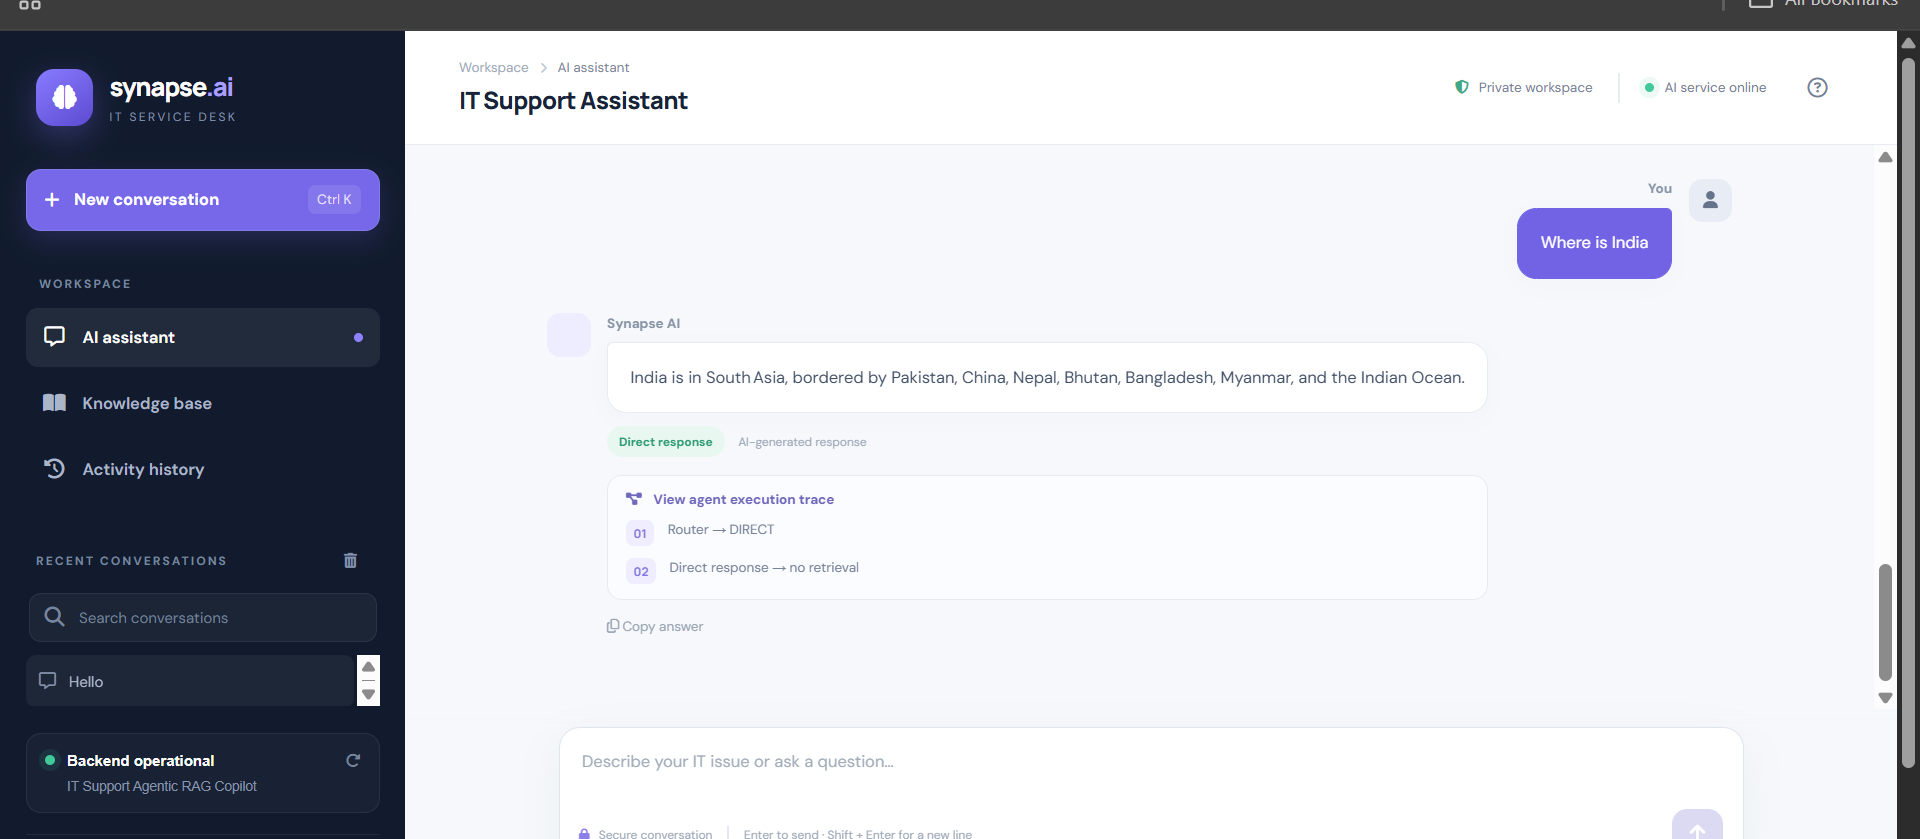 All Bookmarks
synapse.ai
IT SERVICE DESK
New conversation
Ctrl K
WORKSPACE
AI assistant
Knowledge base
Activity history
RECENT CONVERSATIONS
Search conversations
Hello
Backend operational
IT Support Agentic RAG Copilot
Workspace
AI assistant
IT Support Assistant
Private workspace
AI service online
You
Where is India
Synapse AI
India is in South Asia, bordered by Pakistan, China, Nepal, Bhutan, Bangladesh, Myanmar, and the Indian Ocean.
Direct response
AI-generated response
View agent execution trace
01 Router → DIRECT
02 Direct response → no retrieval
Copy answer
Describe your IT issue or ask a question...
Secure conversation
Enter to send · Shift + Enter for a new line